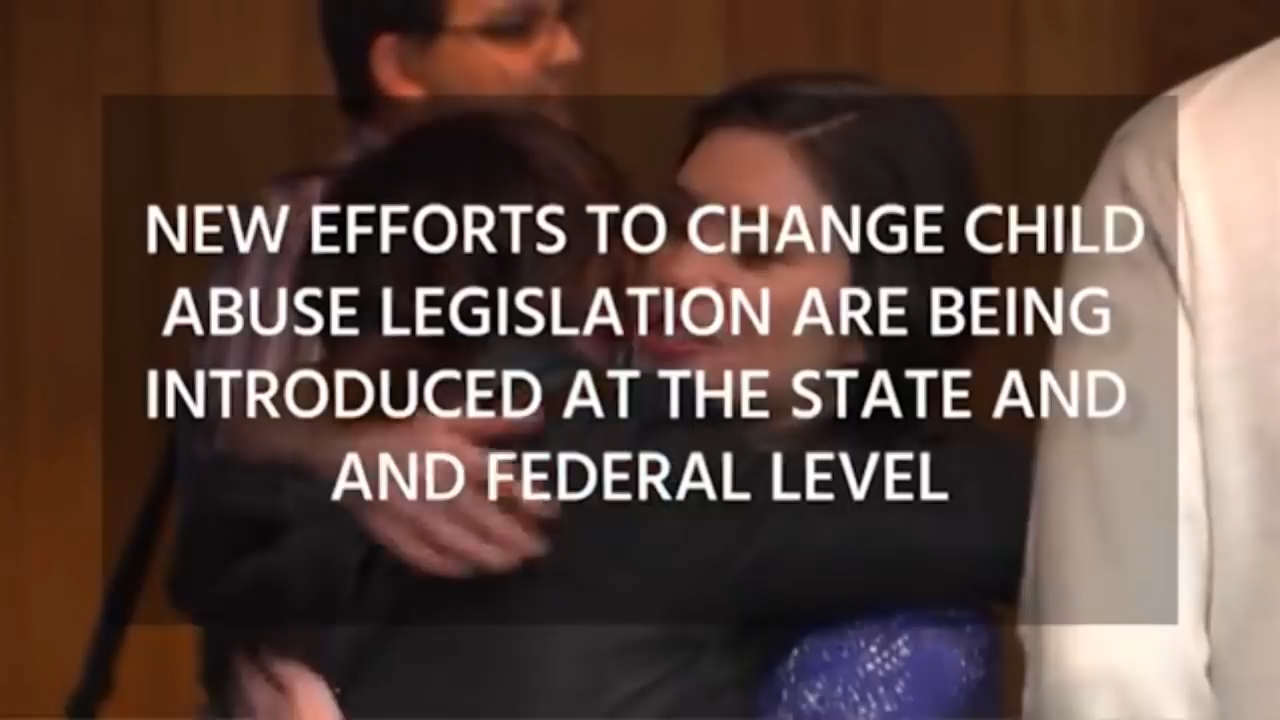 NEW EFFORTS TO CHANGE CHILD
ABUSE LEGISLATION ARE BEING
INTRODUCED AT THE STATE AND
AND FEDERAL LEVEL